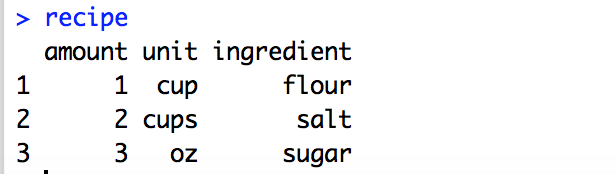 > recipe
amount unit ingredient
1 1 cup flour
2 2 cups salt
3 3 oz sugar